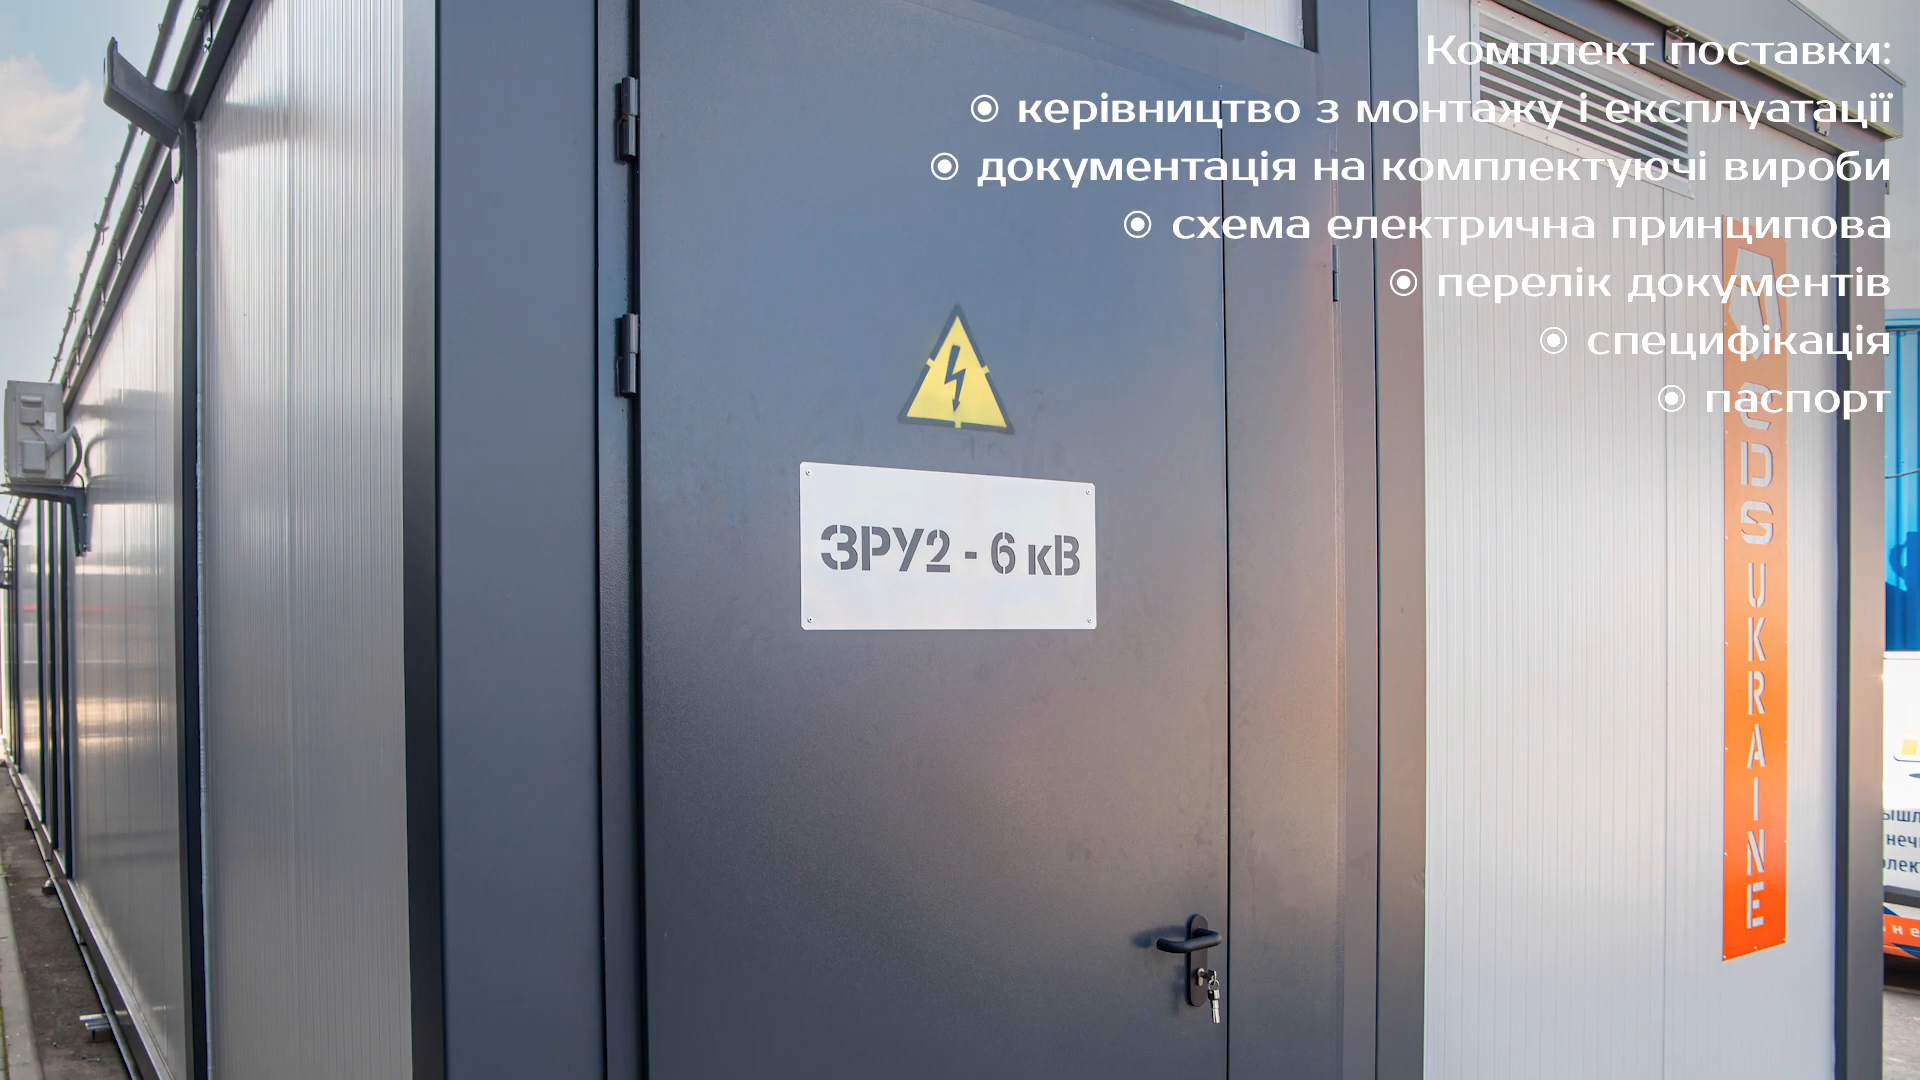 Комплект поставки:
⦿ керівництво з монтажу і експлуатації
⦿ документація на комплектуючі вироби
⦿ схема електрична принципова
⦿ перелік документів
⦿ специфікація
⦿ паспорт
ЗРУ2 - 6 кВ
EDS UKRAINE